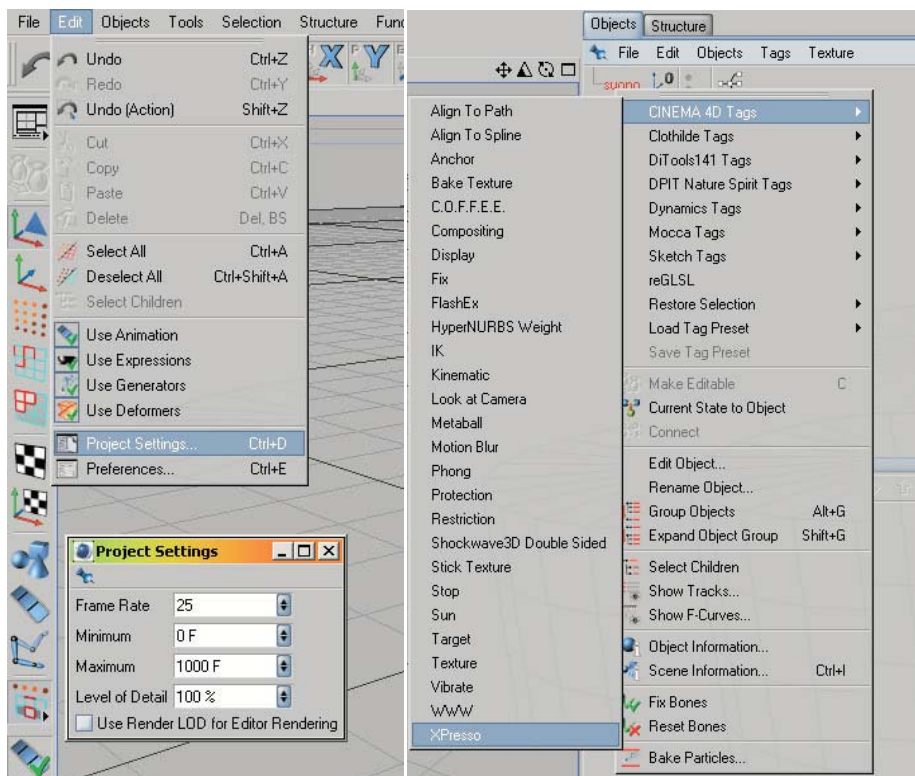 File Edit Objects Tools Selection Structure
Undo Ctrl+Z
Redo Ctrl+Y
Undo (Action) Shift+Z
Cut Ctrl+X
Copy Ctrl+C
Paste Ctrl+V
Delete Del, BS
Select All Ctrl+A
Deselect All Ctrl+Shift+A
Select Children
Use Animation
Use Expressions
Use Generators
Use Deformers
Project Settings... Ctrl+D
Preferences... Ctrl+E
X Y
Project Settings
Frame Rate 25
Minimum 0 F
Maximum 1000 F
Level of Detail 100 %
Use Render LOD for Editor Rendering
Objects Structure
File Edit Objects Tags Texture
suono
Align To Path
Align To Spline
Anchor
Bake Texture
C.O.F.F.E.E.
Compositing
Display
Fix
FlashEx
HyperNURBS Weight
IK
Kinematic
Look at Camera
Metaball
Motion Blur
Phong
Protection
Restriction
Shockwave3D Double Sided
Stick Texture
Stop
Sun
Target
Texture
Vibrate
WWW
XPresso
CINEMA 4D Tags
Clothilde Tags
DiTools141 Tags
DPIT Nature Spirit Tags
Dynamics Tags
Mocca Tags
Sketch Tags
reGLSL
Restore Selection
Load Tag Preset
Save Tag Preset
Make Editable C
Current State to Object
Connect
Edit Object...
Rename Object...
Group Objects Alt+G
Expand Object Group Shift+G
Select Children
Show Tracks...
Show F-Curves...
Object Information...
Scene Information... Ctrl+I
Fix Bones
Reset Bones
Bake Particles...